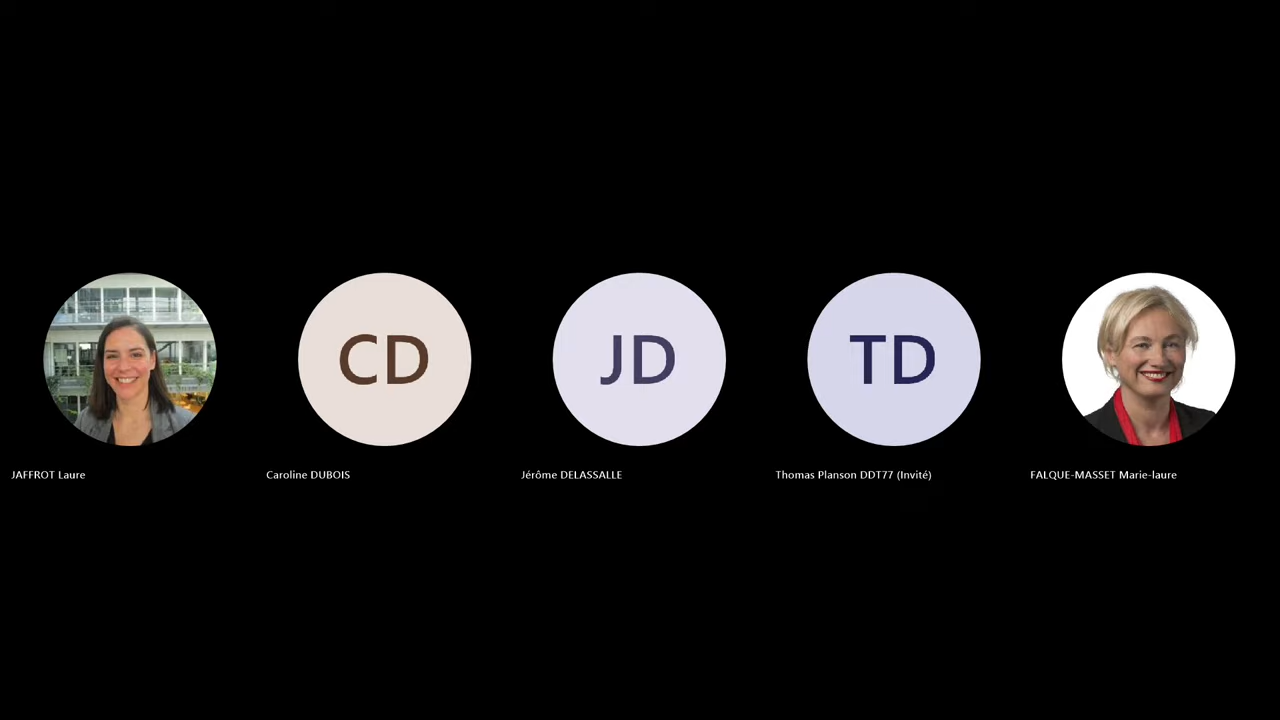 CD
JD
TD
JAFFROT Laure
Caroline DUBOIS
Jérôme DELASSALLE
Thomas Planson DDT77 (Invité)
FALQUE-MASSET Marie-laure